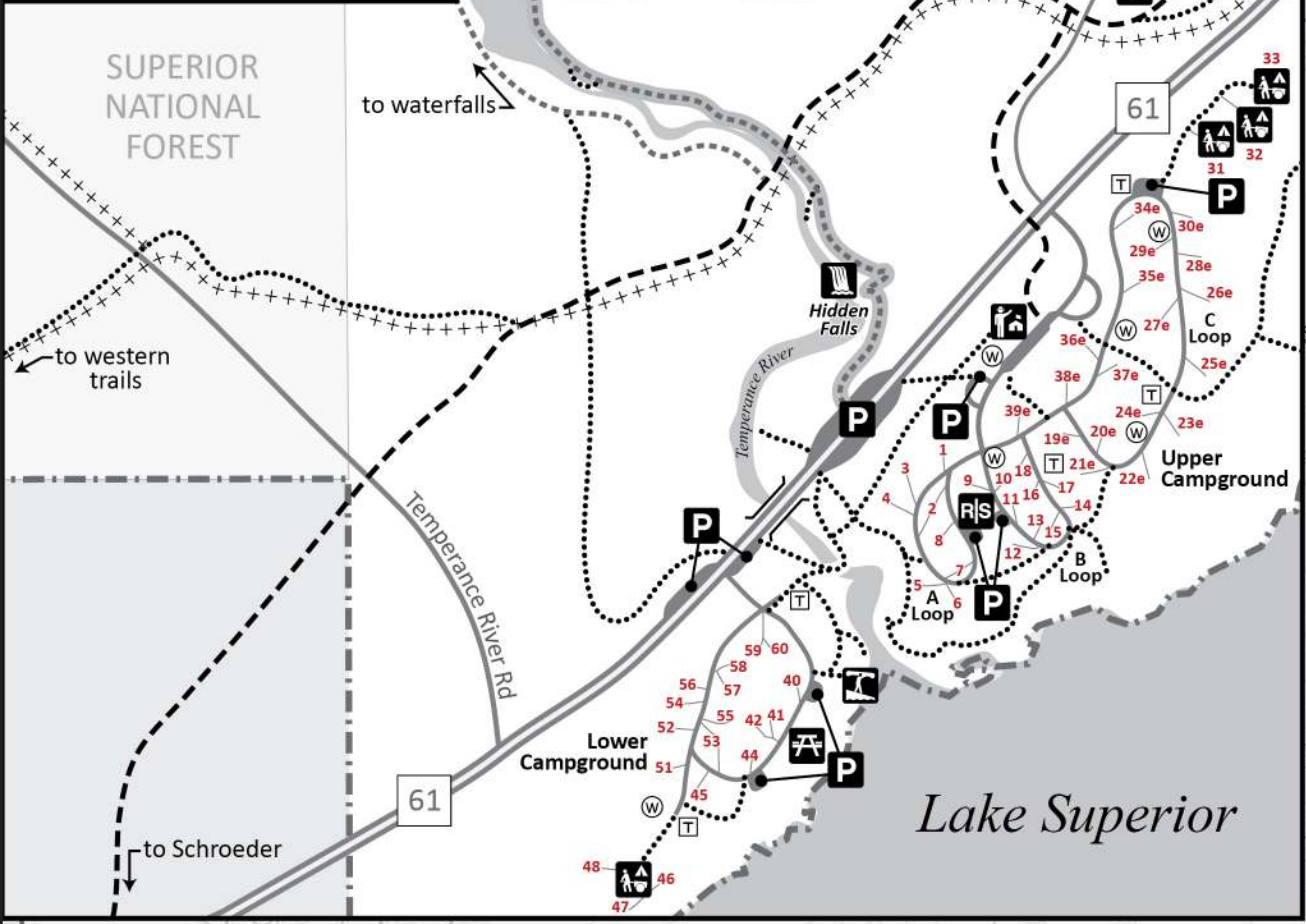 SUPERIOR
NATIONAL
FOREST
to waterfalls
61
33
32
31
P
T
34e
W
30e
29e
28e
35e
26e
27e
C
Loop
W
25e
36e
37e
38e
T
24e
23e
39e
19e
20e
W
22e
21e
Upper
Campground
Hidden
Falls
Temperance River
to western
trails
W
P
P
1
3
4
2
9
W
10
18
T
17
11
16
14
R|S
13
15
8
12
7
5
6
A
Loop
B
Loop
P
P
Temperance River Rd
T
59
60
58
57
56
54
40
55
42
41
52
53
44
51
45
Lower
Campground
P
W
T
61
48
46
47
to Schroeder
Lake Superior